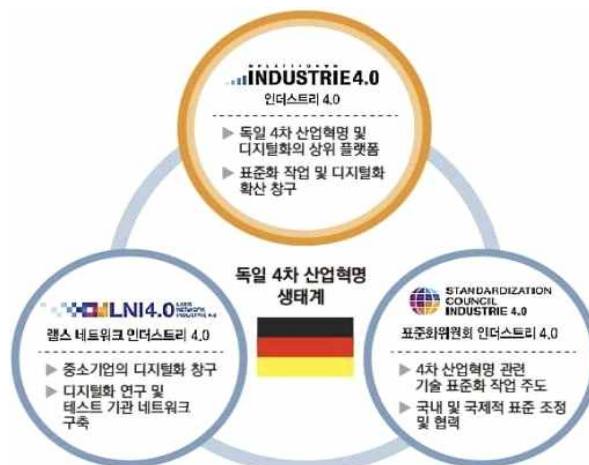 PLATTFORM
INDUSTRIE4.0
인더스트리 4.0
▶ 독일 4차 산업혁명 및
디지털화의 상위 플랫폼
▶ 표준화 작업 및 디지털화
확산 창구
독일 4차 산업혁명
생태계
LNI4.0
LABS
NETWORK
INDUSTRIE 4.0
랩스 네트워크 인더스트리 4.0
▶ 중소기업의 디지털화 창구
▶ 디지털화 연구 및
테스트 기관 네트워크
구축
STANDARDIZATION
COUNCIL
INDUSTRIE 4.0
표준화위원회 인더스트리 4.0
▶ 4차 산업혁명 관련
기술 표준화 작업 주도
▶ 국내 및 국제적 표준 조정
및 협력